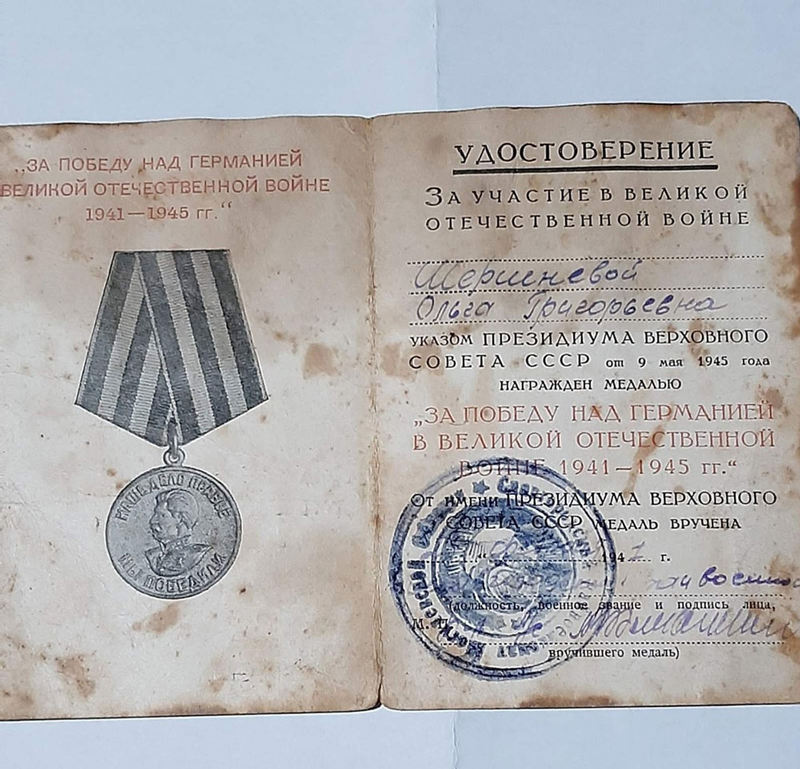 „ЗА ПОБЕДУ НАД ГЕРМАНИЕЙ
ВЕЛИКОЙ ОТЕЧЕСТВЕННОЙ ВОЙНЕ
1941—1945 гг.“
НАШЕ ДЕЛО ПРАВОЕ
МЫ ПОБЕДИЛИ
УДОСТОВЕРЕНИЕ
ЗА УЧАСТИЕ В ВЕЛИКОЙ
ОТЕЧЕСТВЕННОЙ ВОЙНЕ
Ольга Григорьевна
УКАЗОМ ПРЕЗИДИУМА ВЕРХОВНОГО
СОВЕТА СССР от 9 мая 1945 года
НАГРАЖДЕН МЕДАЛЬЮ
„ЗА ПОБЕДУ НАД ГЕРМАНИЕЙ
В ВЕЛИКОЙ ОТЕЧЕСТВЕННОЙ
ВОЙНЕ 1941—1945 гг.“
От имени ПРЕЗИДИУМА ВЕРХОВНОГО
СОВЕТА СССР МЕДАЛЬ ВРУЧЕНА
194 г.
(должность, военное звание и подпись лица,
М. П.
вручившего медаль)